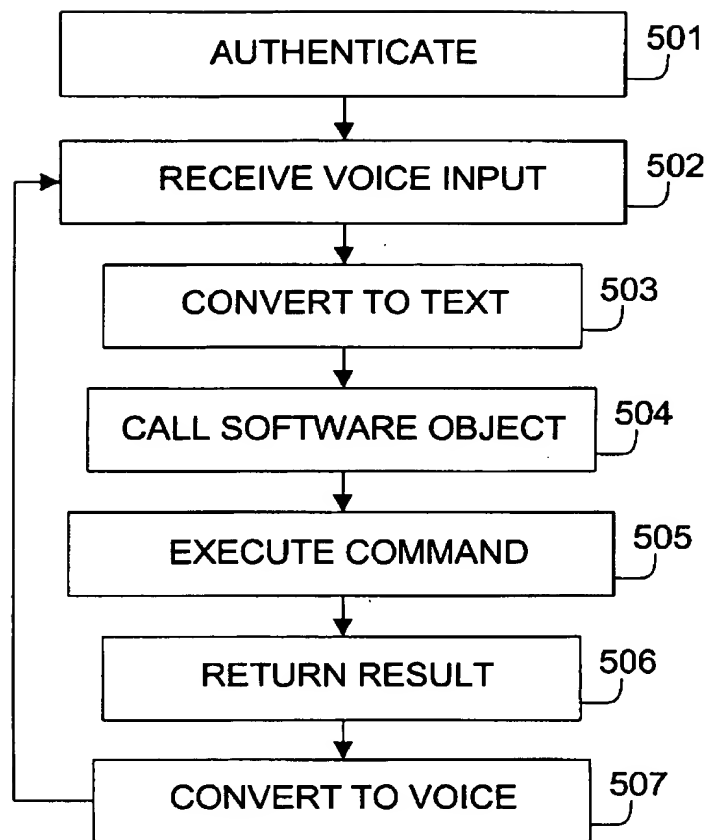 AUTHENTICATE 501
RECEIVE VOICE INPUT 502
CONVERT TO TEXT 503
CALL SOFTWARE OBJECT 504
EXECUTE COMMAND 505
RETURN RESULT 506
CONVERT TO VOICE 507